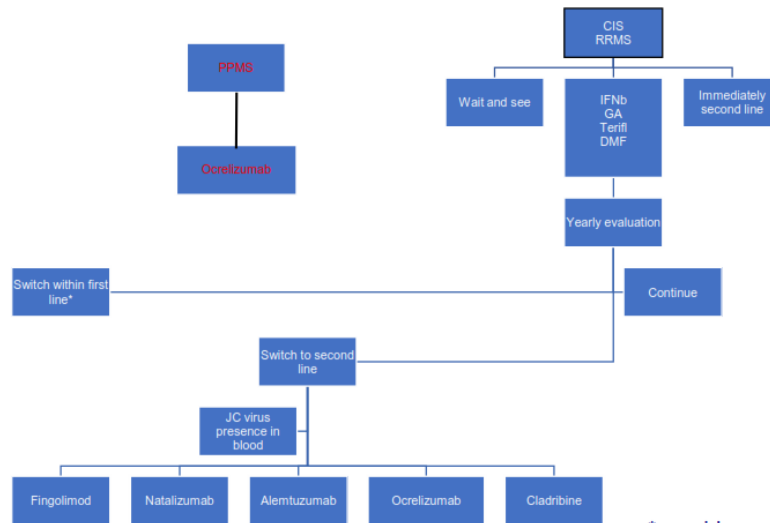 CIS
RRMS
PPMS
Wait and see
IFNb
GA
Terifl
DMF
Immediately
second line
Ocrelizumab
Yearly evaluation
Switch within first
line*
Continue
Switch to second
line
JC virus
presence in
blood
Fingolimod
Natalizumab
Alemtuzumab
Ocrelizumab
Cladribine